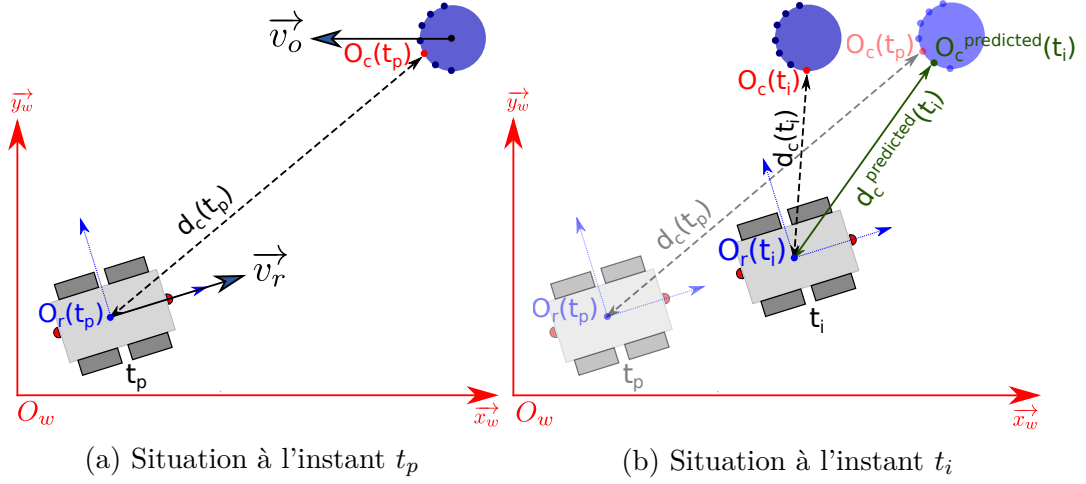 →v_o
O_c(t_p)
→y_w
d_c(t_p)
→v_r
O_r(t_p)
t_p
O_w
→x_w
(a) Situation à l'instant t_p
O_c(t_p)
O_c^predicted(t_i)
O_c(t_i)
→y_w
d_c(t_i)
d_c^predicted(t_i)
d_c(t_p)
O_r(t_i)
O_r(t_p)
t_i
t_p
O_w
→x_w
(b) Situation à l'instant t_i